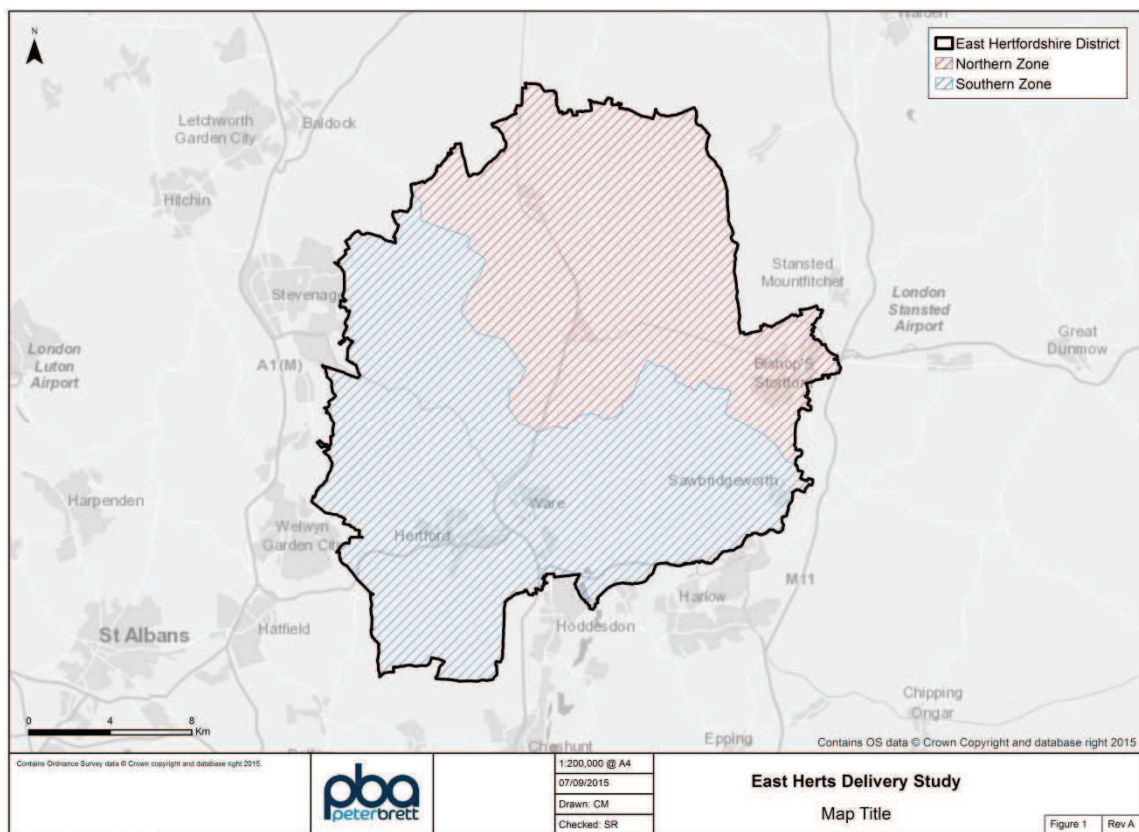 N
East Hertfordshire District
Northern Zone
Southern Zone
Letchworth
Garden City
Baldock
Hitchin
Stansted
Mountfitchet
London
Stansted
Airport
Great
Dunmow
Stevenag
London
Luton
Airport
A1(M)
Bishop'S
Stortfor
Harpenden
Sawbridgeworth
Ware
Welwyn
Garden City
Hertford
M11
Harlow
St Albans
Hatfield
Hoddesdon
Chipping
Ongar
Epping
Cheshunt
0 4 8
Km
Contains OS data © Crown Copyright and database right 2015
Contains Ordnance Survey data © Crown copyright and database right 2015.
pba
peterbrett
1:200,000 @ A4
07/09/2015
Drawn: CM
Checked: SR
East Herts Delivery Study
Map Title
Figure 1 Rev A